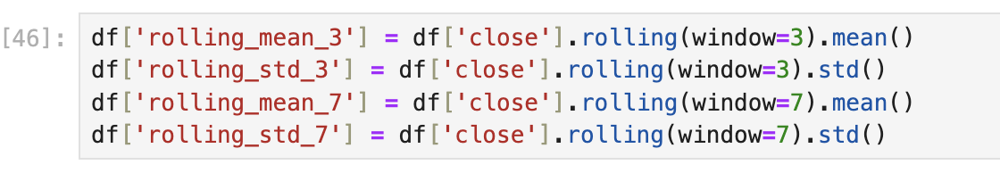 [46]:
df['rolling_mean_3'] = df['close'].rolling(window=3).mean()
df['rolling_std_3'] = df['close'].rolling(window=3).std()
df['rolling_mean_7'] = df['close'].rolling(window=7).mean()
df['rolling_std_7'] = df['close'].rolling(window=7).std()